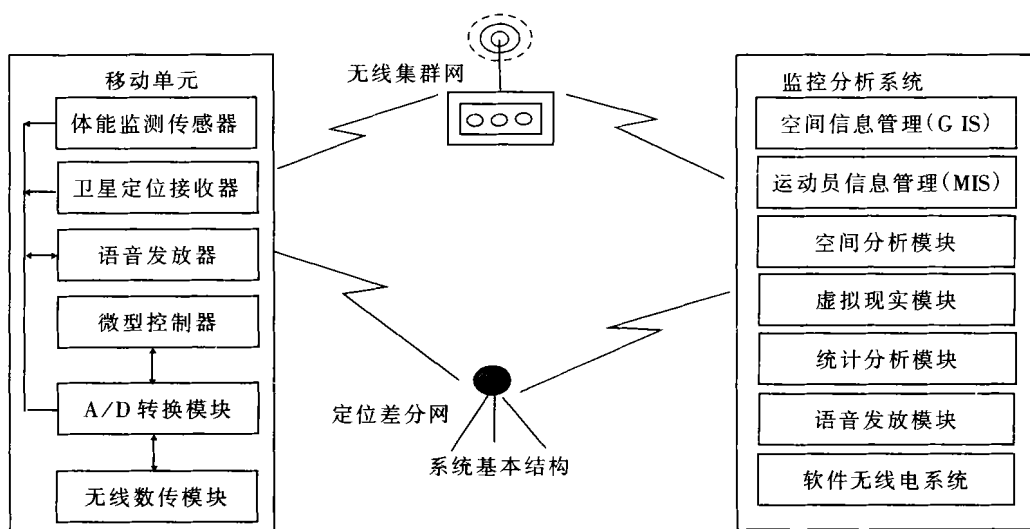 移动单元
体能监测传感器
卫星定位接收器
语音发放器
微型控制器
A/D 转换模块
无线数传模块
无线集群网
定位差分网
系统基本结构
监控分析系统
空间信息管理(G IS)
运动员信息管理(MIS)
空间分析模块
虚拟现实模块
统计分析模块
语音发放模块
软件无线电系统